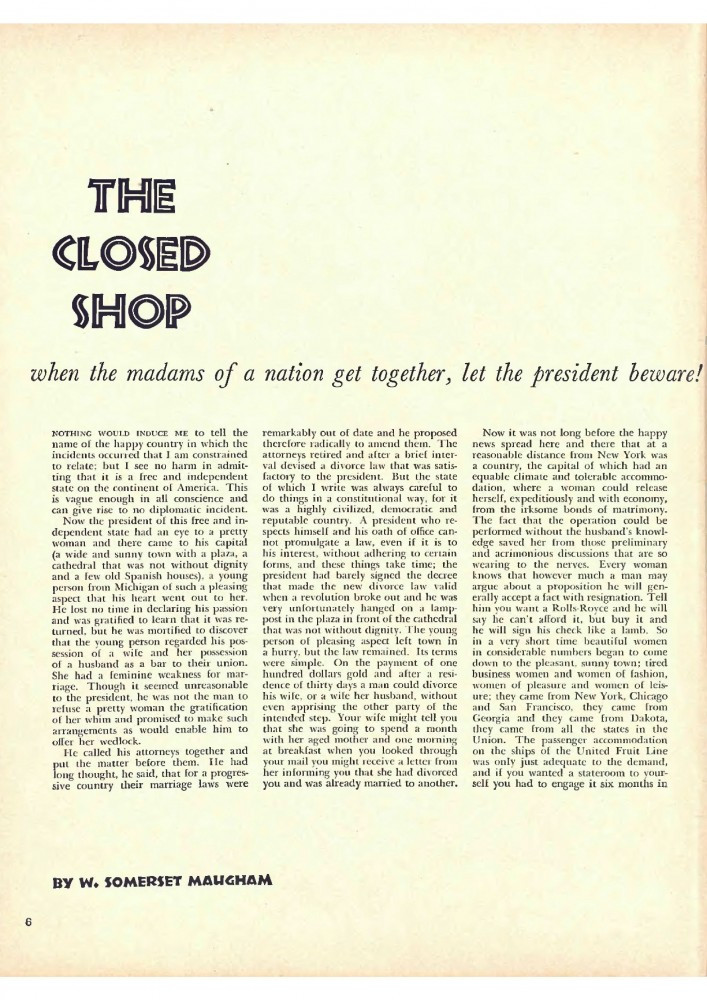 THE
CLOSED
SHOP
when the madams of a nation get together, let the president beware!
NOTHING WOULD INDUCE ME to tell the
name of the happy country in which the
incidents occurred that I am constrained
to relate; but I see no harm in admit-
ting that it is a free and independent
state on the continent of America. This
is vague enough in all conscience and
can give rise to no diplomatic incident.
Now the president of this free and in-
dependent state had an eye to a pretty
woman and there came to his capital
(a wide and sunny town with a plaza, a
cathedral that was not without dignity
and a few old Spanish houses), a young
person from Michigan of such a pleasing
aspect that his heart went out to her.
He lost no time in declaring his passion
and was gratified to learn that it was re-
turned, but he was mortified to discover
that the young person regarded his pos-
session of a wife and her possession
of a husband as a bar to their union.
She had a feminine weakness for mar-
riage. Though it seemed unreasonable
to the president, he was not the man to
refuse a pretty woman the gratification
of her whim and promised to make such
arrangements as would enable him to
offer her wedlock.
He called his attorneys together and
put the matter before them. He had
long thought, he said, that for a progres-
sive country their marriage laws were
remarkably out of date and he proposed
therefore radically to amend them. The
attorneys retired and after a brief inter-
val devised a divorce law that was satis-
factory to the president. But the state
of which I write was always careful to
do things in a constitutional way, for it
was a highly civilized, democratic and
reputable country. A president who re-
spects himself and his oath of office can-
not promulgate a law, even if it is to
his interest, without adhering to certain
forms, and these things take time; the
president had barely signed the decree
that made the new divorce law valid
when a revolution broke out and he was
very unfortunately hanged on a lamp-
post in the plaza in front of the cathedral
that was not without dignity. The young
person of pleasing aspect left town in
a hurry, but the law remained. Its terms
were simple. On the payment of one
hundred dollars gold and after a resi-
dence of thirty days a man could divorce
his wife, or a wife her husband, without
even apprising the other party of the
intended step. Your wife might tell you
that she was going to spend a month
with her aged mother and one morning
at breakfast when you looked through
your mail you might receive a letter from
her informing you that she had divorced
you and was already married to another.
Now it was not long before the happy
news spread here and there that at a
reasonable distance from New York was
a country, the capital of which had an
equable climate and tolerable accommo-
dation, where a woman could release
herself, expeditiously and with economy,
from the irksome bonds of matrimony.
The fact that the operation could be
performed without the husband's knowl-
edge saved her from those preliminary
and acrimonious discussions that are so
wearing to the nerves. Every woman
knows that however much a man may
argue about a proposition he will gen-
erally accept a fact with resignation. Tell
him you want a Rolls-Royce and he will
say he can't afford it, but buy it and
he will sign his check like a lamb. So
in a very short time beautiful women
in considerable numbers began to come
down to the pleasant, sunny town; tired
business women and women of fashion,
women of pleasure and women of leis-
ure; they came from New York, Chicago
and San Francisco, they came from
Georgia and they came from Dakota,
they came from all the states in the
Union. The passenger accommodation
on the ships of the United Fruit Line
was only just adequate to the demand,
and if you wanted a stateroom to your-
self you had to engage it six months in
BY W. SOMERSET MAUGHAM
6